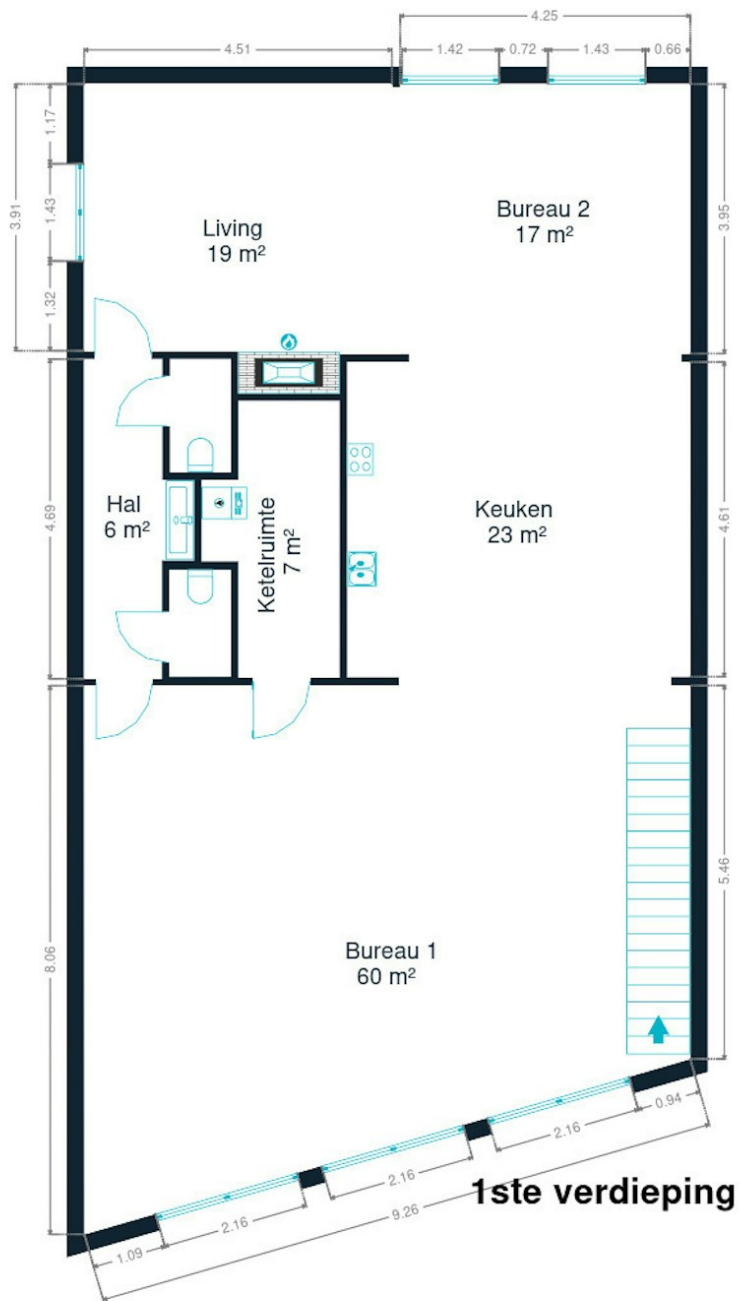 4.25
4.51
1.42
0.72
1.43
0.66
1.17
3.91
1.43
1.32
3.95
Living
19 m²
Bureau 2
17 m²
4.69
Hal
6 m²
Ketelruimte
7 m²
Keuken
23 m²
4.61
8.06
5.46
Bureau 1
60 m²
0.94
2.16
2.16
2.16
1.09
9.26
1ste verdieping